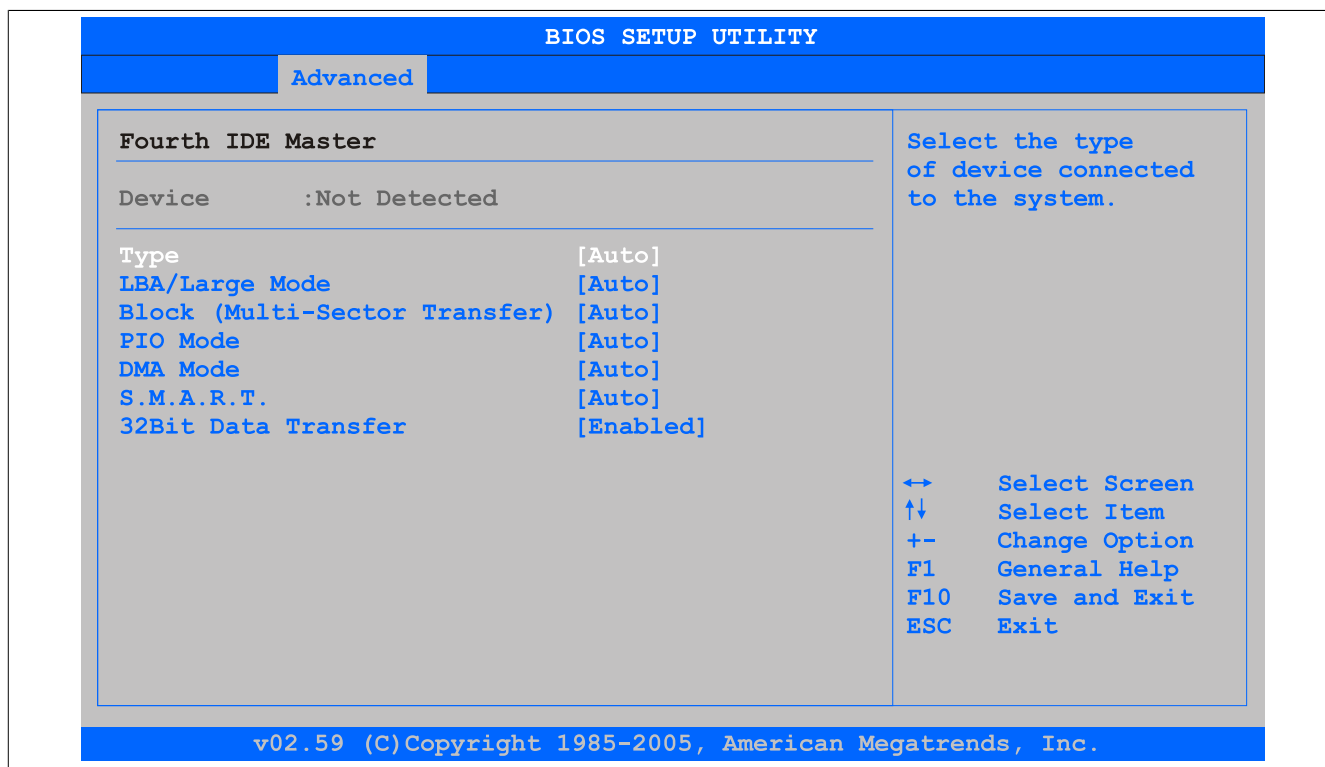 BIOS SETUP UTILITY
Advanced
Fourth IDE Master
Device :Not Detected
Type [Auto]
LBA/Large Mode [Auto]
Block (Multi-Sector Transfer) [Auto]
PIO Mode [Auto]
DMA Mode [Auto]
S.M.A.R.T. [Auto]
32Bit Data Transfer [Enabled]
Select the type
of device connected
to the system.
↔ Select Screen
↑↓ Select Item
+- Change Option
F1 General Help
F10 Save and Exit
ESC Exit
v02.59 (C)Copyright 1985-2005, American Megatrends, Inc.